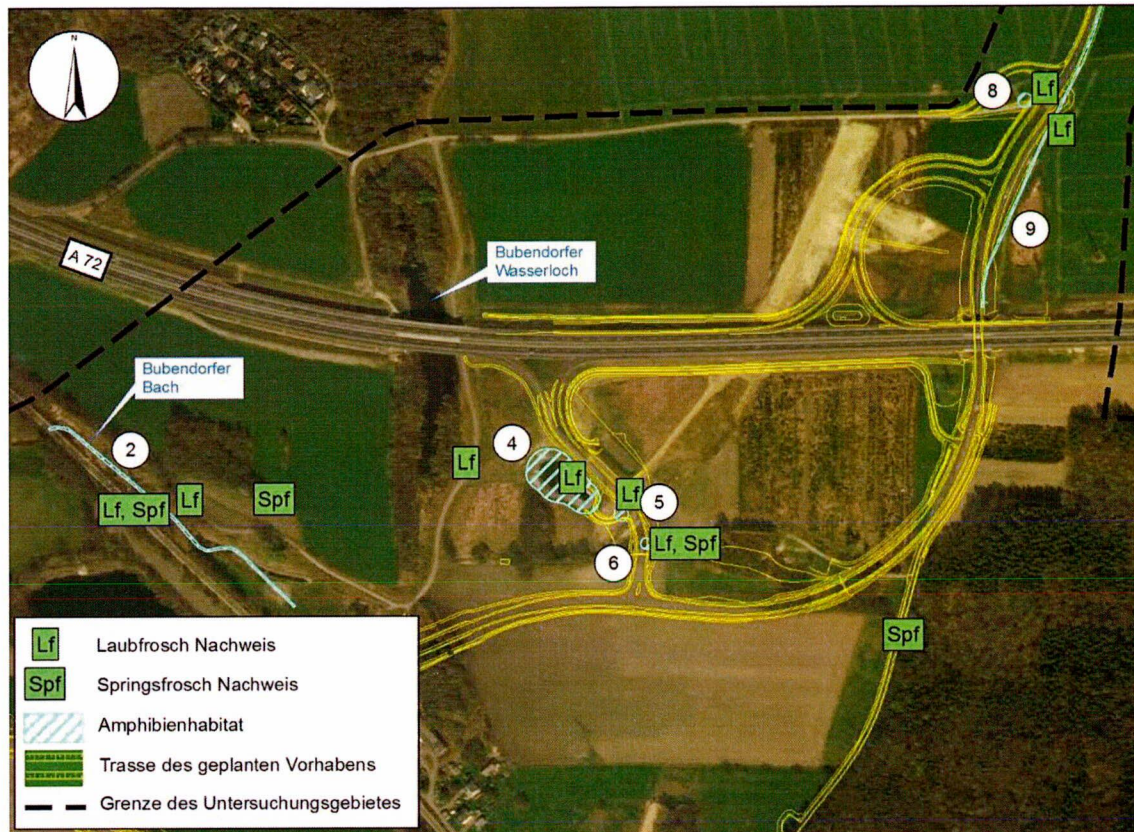 N
8
Lf
Lf
9
A 72
Bubendorfer
Wasserloch
Bubendorfer
Bach
2
Lf, Spf
Lf
Spf
Lf
4
Lf
Lf
5
Lf, Spf
6
Spf
Lf
Laubfrosch Nachweis
Spf
Springsfrosch Nachweis
Amphibienhabitat
Trasse des geplanten Vorhabens
Grenze des Untersuchungsgebietes